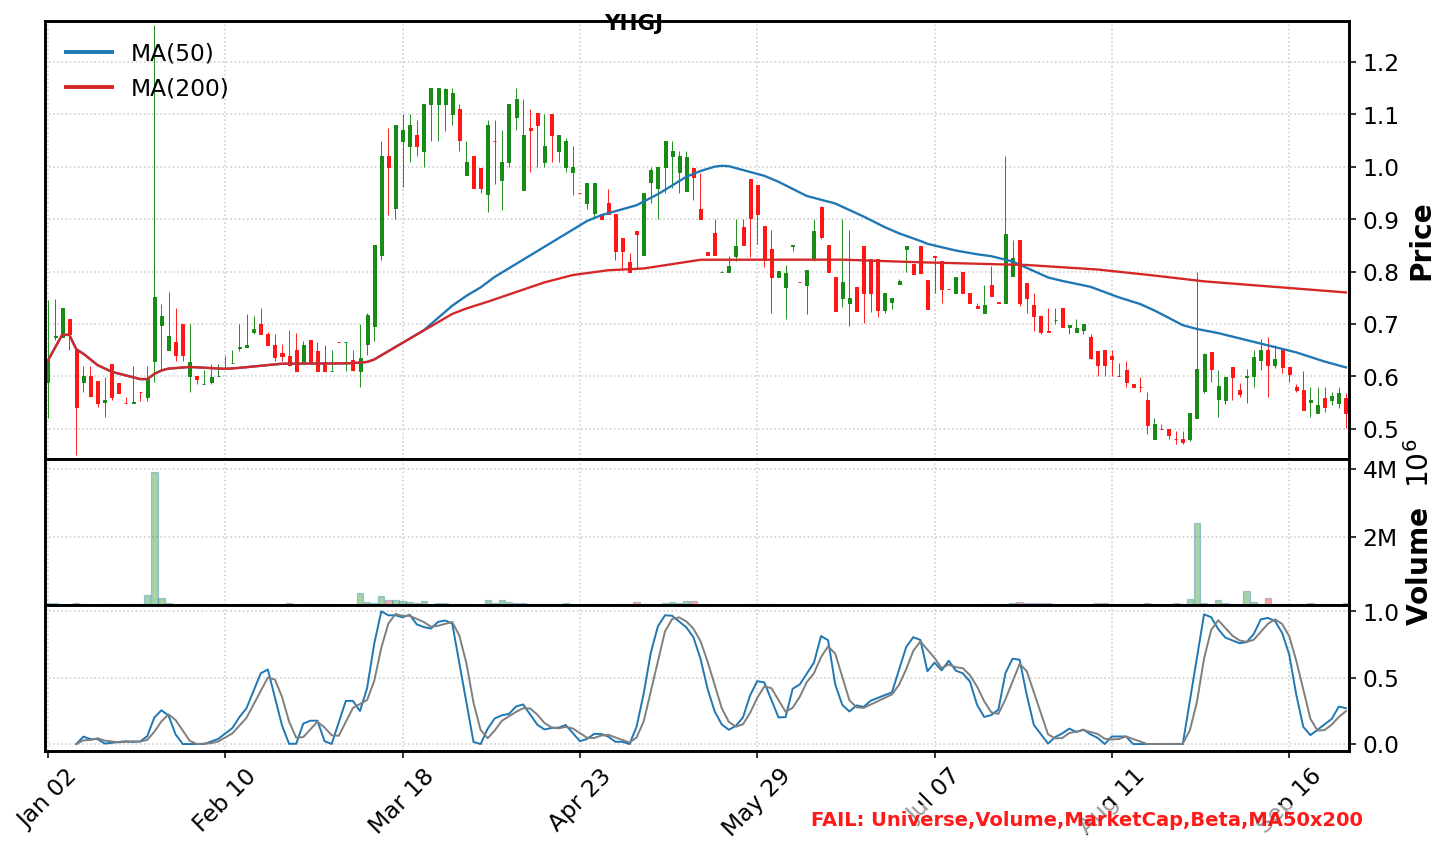 YHGJ
MA(50)
MA(200)
1.2
1.1
1.0
0.9
0.8
0.7
0.6
0.5
Price
4M
2M
Volume 10^6
1.0
0.5
0.0
Jan 02
Feb 10
Mar 18
Apr 23
May 29
Jul 07
Aug 11
Sep 16
FAIL: Universe,Volume,MarketCap,Beta,MA50x200